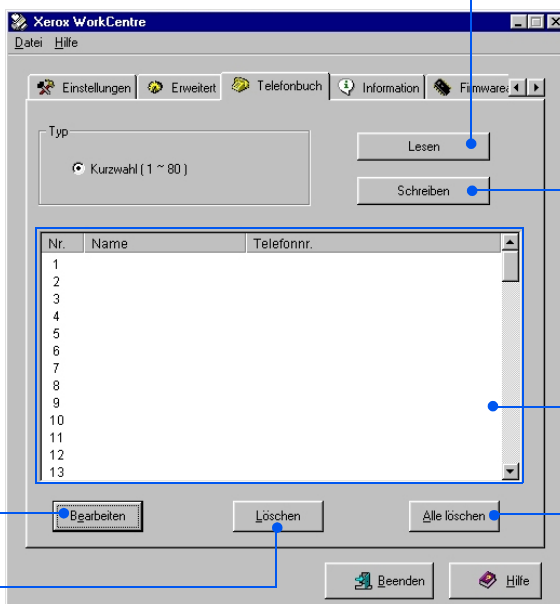 Xerox WorkCentre
Datei Hilfe
Einstellungen Erweitert Telefonbuch Information
Typ
Kurzwahl ( 1 ~ 80 )
Lesen
Schreiben
Nr. Name Telefonnr.
1
2
3
4
5
6
7
8
9
10
11
12
13
Bearbeiten Löschen Alle löschen
Beenden Hilfe